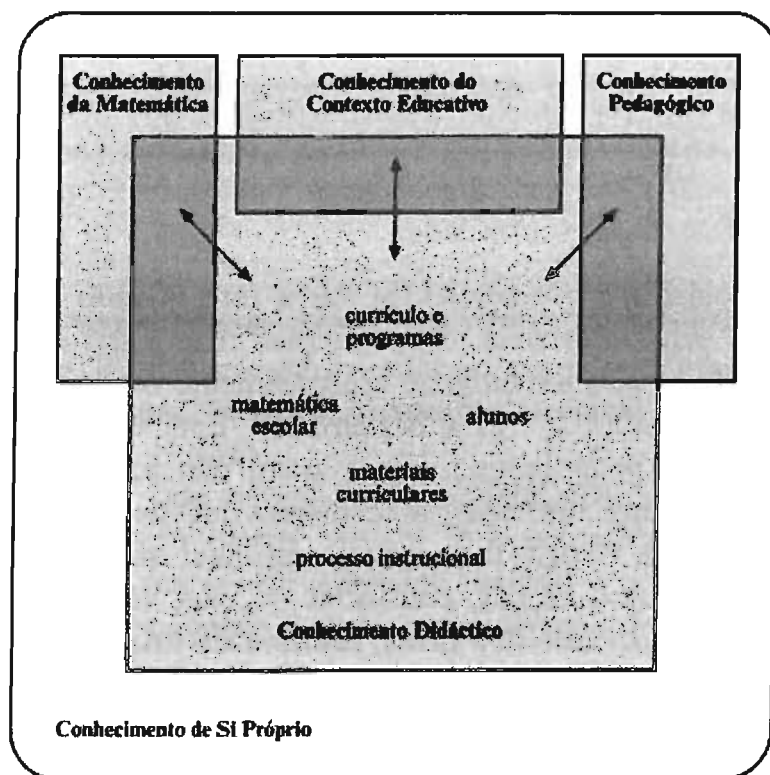 Conhecimento
da Matemática
Conhecimento do
Contexto Educativo
Conhecimento
Pedagógico
currículo e
programas
matemática
escolar
alunos
materiais
curriculares
processo instrucional
Conhecimento Didáctico
Conhecimento de Si Próprio